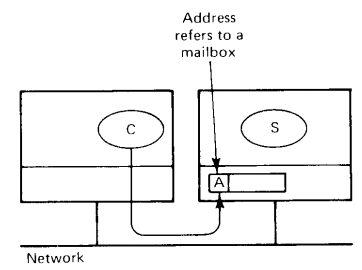 Address
refers to a
mailbox
C
S
A
Network